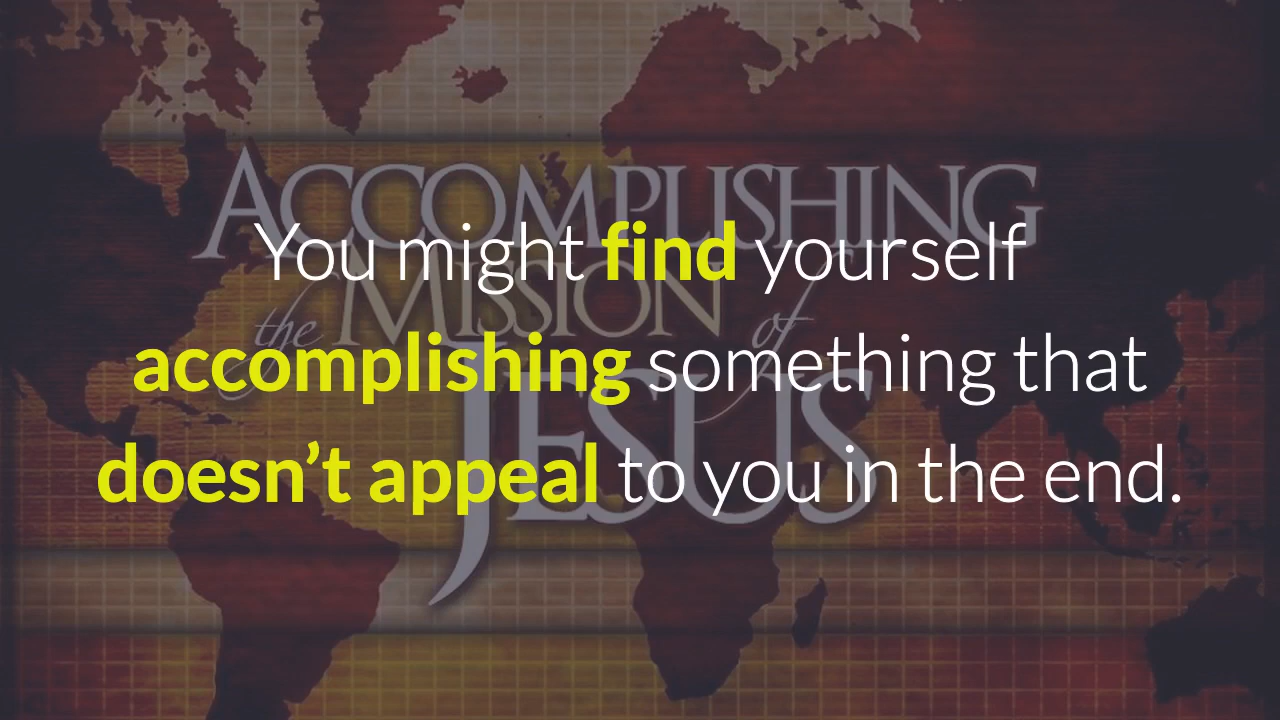 ACCOMPLISHING
the MISSION of
JESUS
You might find yourself
accomplishing something that
doesn’t appeal to you in the end.